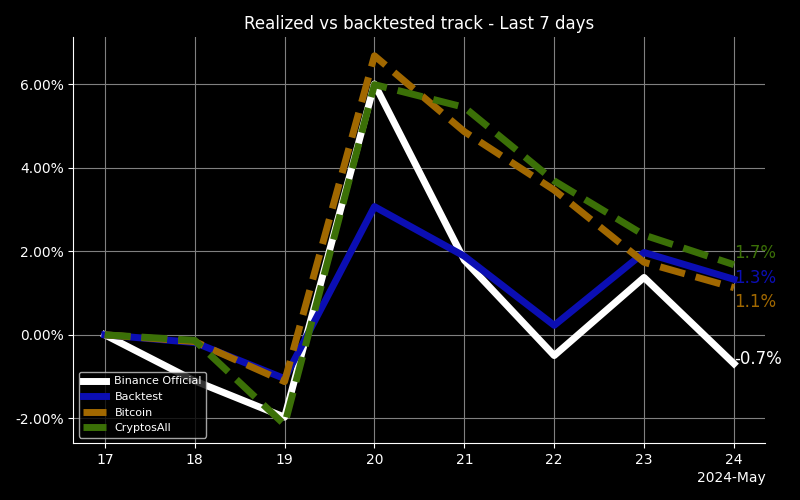 Realized vs backtested track - Last 7 days
6.00%
4.00%
2.00%
0.00%
-2.00%
1.7%
1.3%
1.1%
-0.7%
Binance Official
Backtest
Bitcoin
CryptosAll
17 18 19 20 21 22 23 24
2024-May